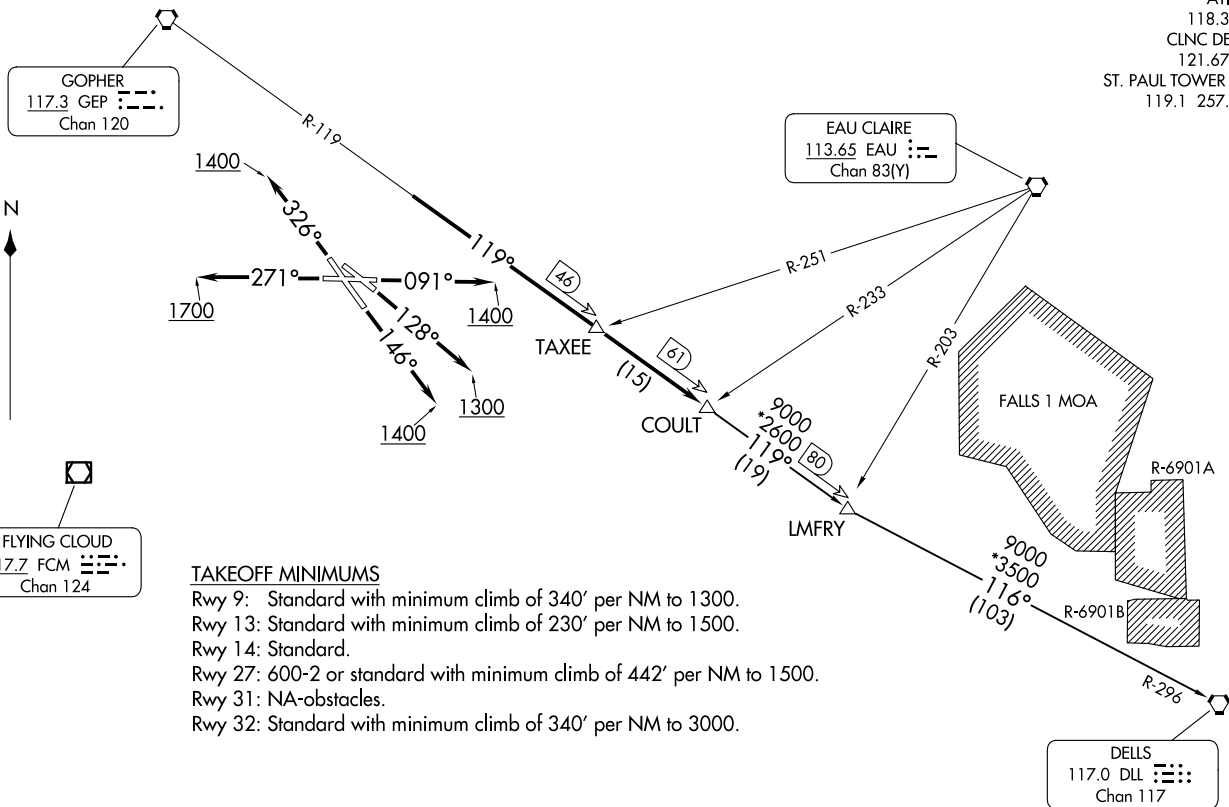 118.3
CLNC DE
121.67
ST. PAUL TOWER
119.1 257.
GOPHER
117.3 GEP
Chan 120
R-119
EAU CLAIRE
113.65 EAU
Chan 83(Y)
1400
N
326°
119°
R-251
271°
091°
46
R-233
1700
1400
128°
TAXEE
R-203
146°
61
(15)
1300
FALLS 1 MOA
1400
COULT
9000
*2600
119°
(19)
80
R-6901A
LMFRY
FLYING CLOUD
7.7 FCM
Chan 124
9000
*3500
116°
(103)
R-6901B
R-296
TAKEOFF MINIMUMS
Rwy 9: Standard with minimum climb of 340' per NM to 1300.
Rwy 13: Standard with minimum climb of 230' per NM to 1500.
Rwy 14: Standard.
Rwy 27: 600-2 or standard with minimum climb of 442' per NM to 1500.
Rwy 31: NA-obstacles.
Rwy 32: Standard with minimum climb of 340' per NM to 3000.
DELLS
117.0 DLL
Chan 117